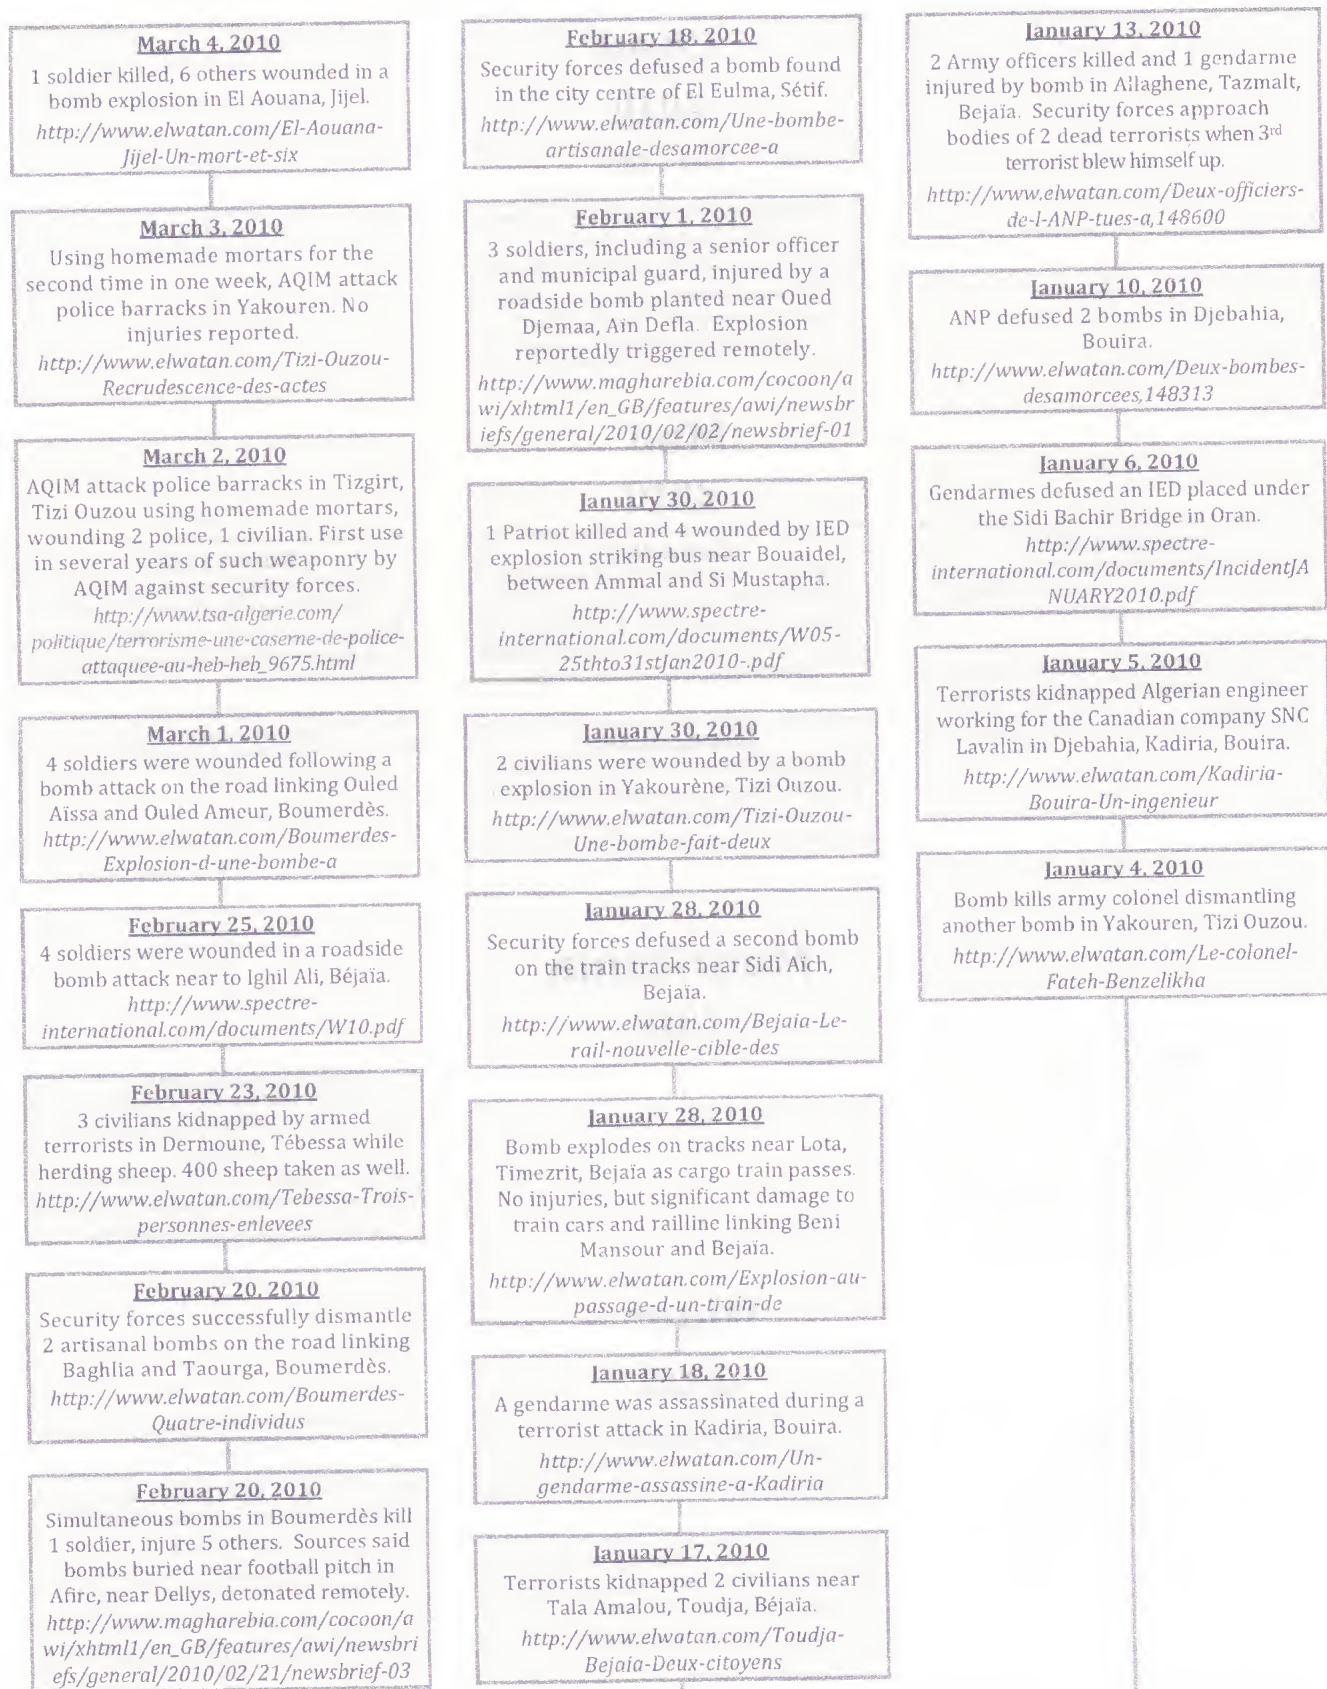 March 4, 2010
1 soldier killed, 6 others wounded in a
bomb explosion in El Aouana, Jijel.
http://www.elwatan.com/El-Aouana-
Jijel-Un-mort-et-six
March 3, 2010
Using homemade mortars for the
second time in one week, AQIM attack
police barracks in Yakouren. No
injuries reported.
http://www.elwatan.com/Tizi-Ouzou-
Recrudescence-des-actes
March 2, 2010
AQIM attack police barracks in Tizgirt,
Tizi Ouzou using homemade mortars,
wounding 2 police, 1 civilian. First use
in several years of such weaponry by
AQIM against security forces.
http://www.tsa-algerie.com/
politique/terrorisme-une-caserne-de-police-
attaquee-au-heb-heb_9675.html
March 1, 2010
4 soldiers were wounded following a
bomb attack on the road linking Ouled
Aïssa and Ouled Ameur, Boumerdès.
http://www.elwatan.com/Boumerdes-
Explosion-d-une-bombe-a
February 25, 2010
4 soldiers were wounded in a roadside
bomb attack near to Ighil Ali, Béjaïa.
http://www.spectre-
international.com/documents/W10.pdf
February 23, 2010
3 civilians kidnapped by armed
terrorists in Dermoune, Tébessa while
herding sheep. 400 sheep taken as well.
http://www.elwatan.com/Tebessa-Trois-
personnes-enlevees
February 20, 2010
Security forces successfully dismantle
2 artisanal bombs on the road linking
Baghlia and Taourga, Boumerdès.
http://www.elwatan.com/Boumerdes-
Quatre-individus
February 20, 2010
Simultaneous bombs in Boumerdès kill
1 soldier, injure 5 others. Sources said
bombs buried near football pitch in
Afire, near Dellys, detonated remotely.
http://www.magharebia.com/cocoon/a
wi/xhtml1/en_GB/features/awi/newsbri
efs/general/2010/02/21/newsbrief-03
February 18, 2010
Security forces defused a bomb found
in the city centre of El Eulma, Sétif.
http://www.elwatan.com/Une-bombe-
artisanale-desamorcee-a
February 1, 2010
3 soldiers, including a senior officer
and municipal guard, injured by a
roadside bomb planted near Oued
Djemaa, Ain Defla. Explosion
reportedly triggered remotely.
http://www.magharebia.com/cocoon/a
wi/xhtml1/en_GB/features/awi/newsbr
iefs/general/2010/02/02/newsbrief-01
January 30, 2010
1 Patriot killed and 4 wounded by IED
explosion striking bus near Bouaidel,
between Ammal and Si Mustapha.
http://www.spectre-
international.com/documents/W05-
25thto31stJan2010-.pdf
January 30, 2010
2 civilians were wounded by a bomb
explosion in Yakourène, Tizi Ouzou.
http://www.elwatan.com/Tizi-Ouzou-
Une-bombe-fait-deux
January 28, 2010
Security forces defused a second bomb
on the train tracks near Sidi Aïch,
Bejaïa.
http://www.elwatan.com/Bejaia-Le-
rail-nouvelle-cible-des
January 28, 2010
Bomb explodes on tracks near Lota,
Timezrit, Bejaïa as cargo train passes.
No injuries, but significant damage to
train cars and railline linking Beni
Mansour and Bejaïa.
http://www.elwatan.com/Explosion-au-
passage-d-un-train-de
January 18, 2010
A gendarme was assassinated during a
terrorist attack in Kadiria, Bouira.
http://www.elwatan.com/Un-
gendarme-assassine-a-Kadiria
January 17, 2010
Terrorists kidnapped 2 civilians near
Tala Amalou, Toudja, Béjaïa.
http://www.elwatan.com/Toudja-
Bejaia-Deux-citoyens
January 13, 2010
2 Army officers killed and 1 gendarme
injured by bomb in Allaghene, Tazmalt,
Bejaïa. Security forces approach
bodies of 2 dead terrorists when 3rd
terrorist blew himself up.
http://www.elwatan.com/Deux-officiers-
de-l-ANP-tues-a,148600
January 10, 2010
ANP defused 2 bombs in Djebahia,
Bouira.
http://www.elwatan.com/Deux-bombes-
desamorcees,148313
January 6, 2010
Gendarmes defused an IED placed under
the Sidi Bachir Bridge in Oran.
http://www.spectre-
international.com/documents/IncidentJA
NUARY2010.pdf
January 5, 2010
Terrorists kidnapped Algerian engineer
working for the Canadian company SNC
Lavalin in Djebahia, Kadiria, Bouira.
http://www.elwatan.com/Kadiria-
Bouira-Un-ingenieur
January 4, 2010
Bomb kills army colonel dismantling
another bomb in Yakouren, Tizi Ouzou.
http://www.elwatan.com/Le-colonel-
Fateh-Benzelikha